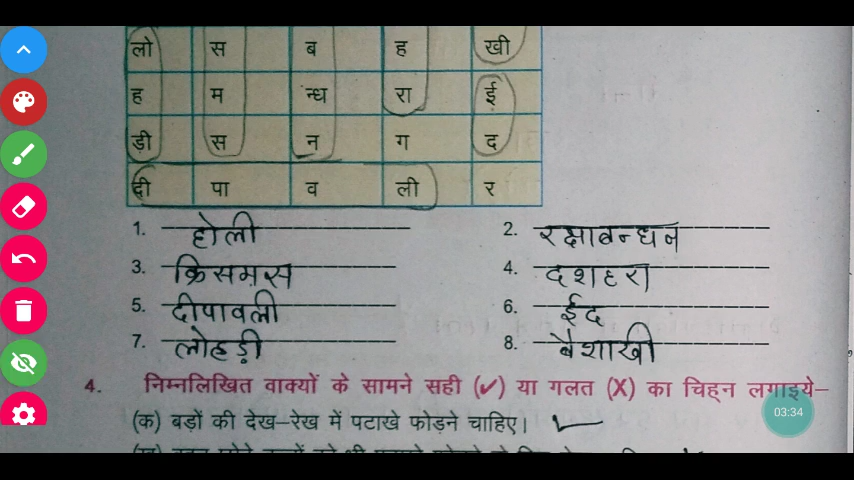 लो स ब ह खी
ह म न्ध रा ई
ड़ी स न ग द
दी पा व ली र
1. होली 2. रक्षाबन्धन
3. क्रिसमस 4. दशहरा
5. दीपावली 6. ईद
7. लोहड़ी 8. बैशाखी
4. निम्नलिखित वाक्यों के सामने सही (✓) या गलत (X) का चिह्न लगाइये–
03:34
(क) बड़ों की देख–रेख में पटाखे फोड़ने चाहिए। ✓